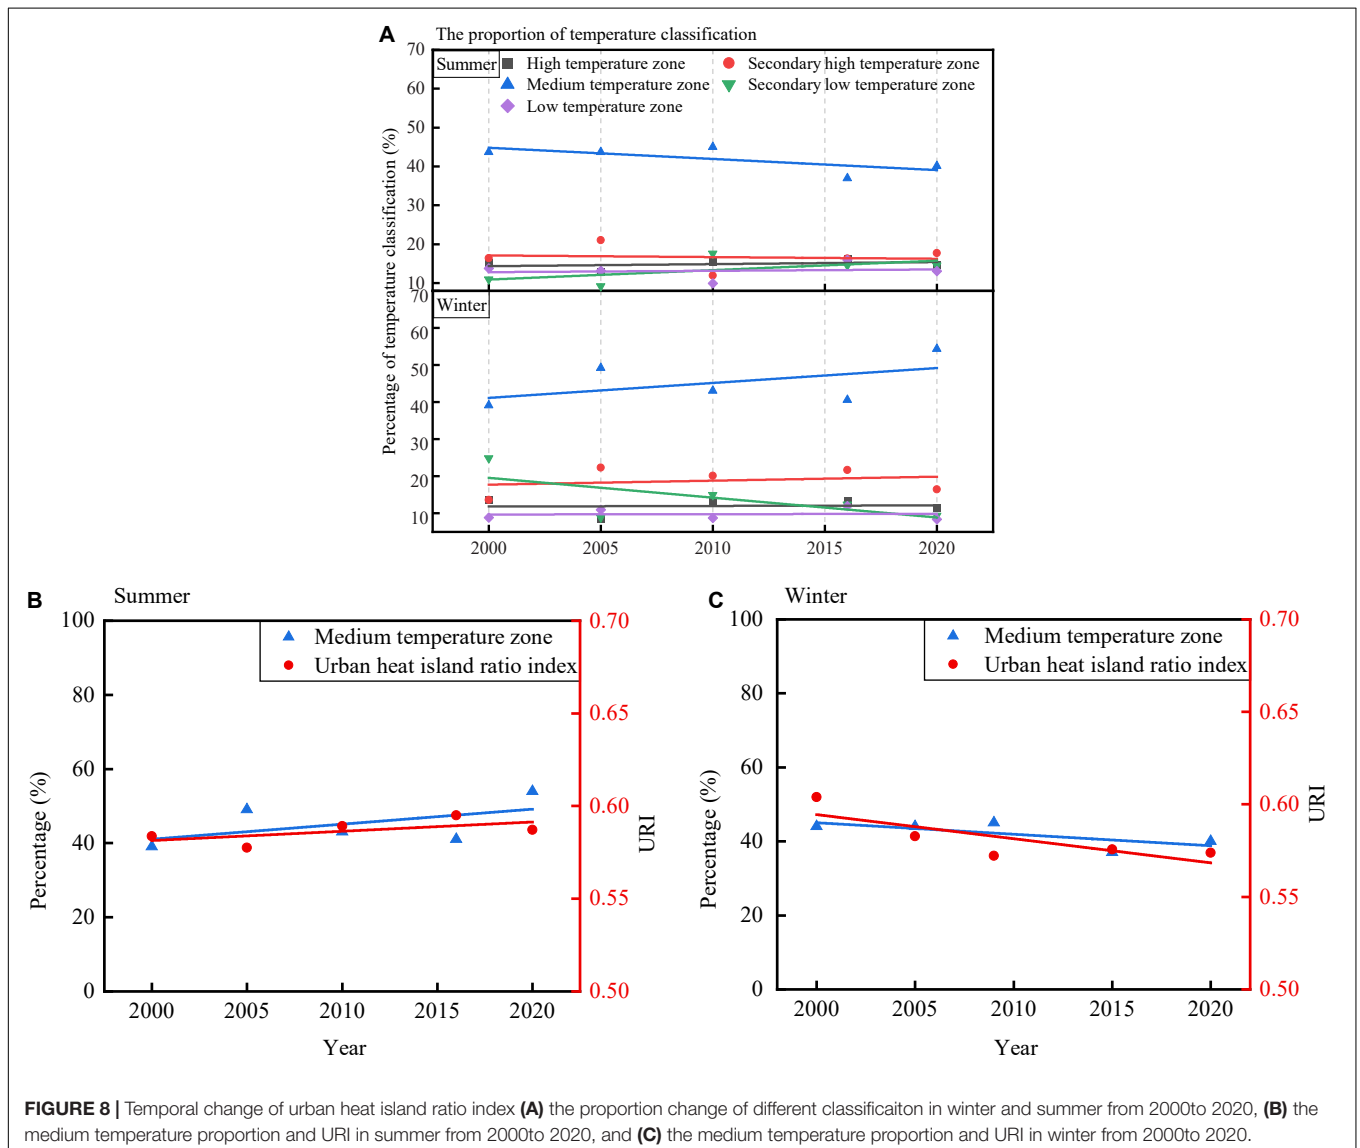 A The proportion of temperature classification
Summer
High temperature zone Secondary high temperature zone
Medium temperature zone Secondary low temperature zone
Low temperature zone
Percentage of temperature classification (%)
70
60
50
40
30
20
10
Winter
70
60
50
40
30
20
10
2000 2005 2010 2015 2020
B Summer
Medium temperature zone
Urban heat island ratio index
Percentage (%)
100
80
60
40
20
0
0.70
0.65
0.60
0.55
0.50
URI
2000 2005 2010 2015 2020
Year
C Winter
Medium temperature zone
Urban heat island ratio index
Percentage (%)
100
80
60
40
20
0
0.70
0.65
0.60
0.55
0.50
URI
2000 2005 2010 2015 2020
Year
FIGURE 8 | Temporal change of urban heat island ratio index (A) the proportion change of different classificaiton in winter and summer from 2000to 2020, (B) the
medium temperature proportion and URI in summer from 2000to 2020, and (C) the medium temperature proportion and URI in winter from 2000to 2020.